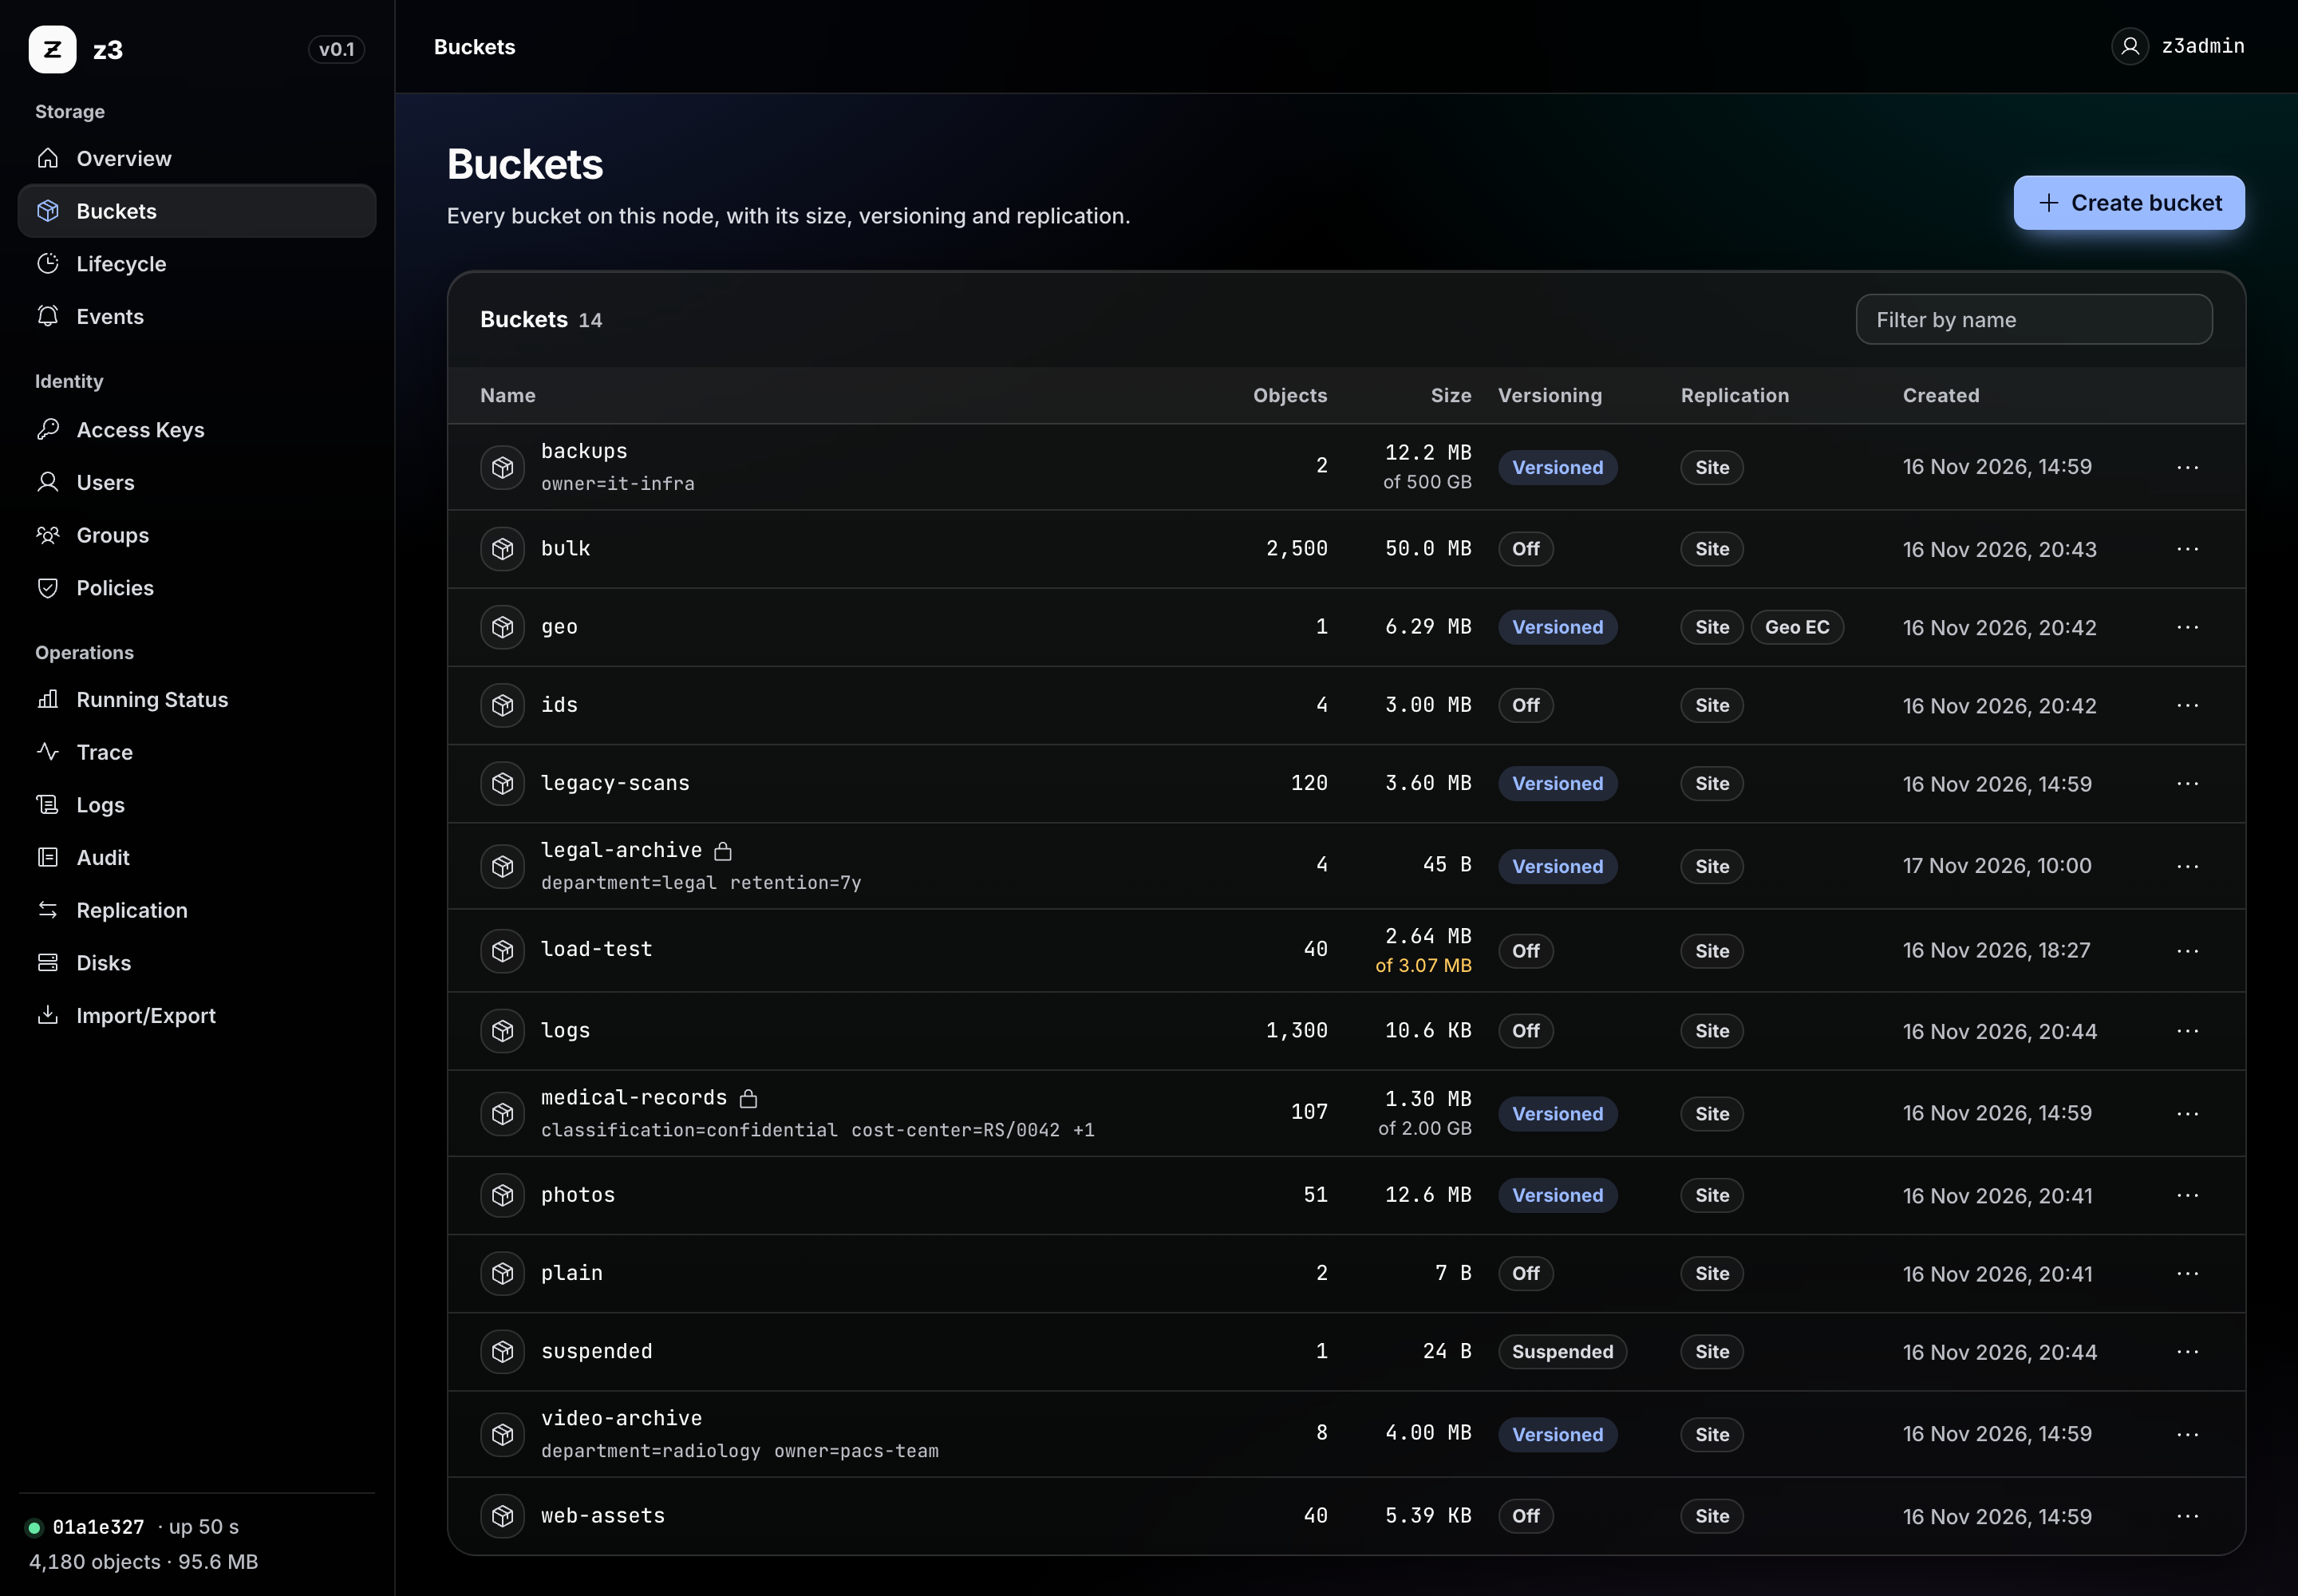 z3 v0.1
Storage
Overview
Buckets
Lifecycle
Events
Identity
Access Keys
Users
Groups
Policies
Operations
Running Status
Trace
Logs
Audit
Replication
Disks
Import/Export
01a1e327 · up 50 s
4,180 objects · 95.6 MB
Buckets
z3admin
Buckets
Every bucket on this node, with its size, versioning and replication.
Create bucket
Buckets 14
Filter by name
Name Objects Size Versioning Replication Created
backups 2 12.2 MB Versioned Site 16 Nov 2026, 14:59
owner=it-infra of 500 GB
bulk 2,500 50.0 MB Off Site 16 Nov 2026, 20:43
geo 1 6.29 MB Versioned Site Geo EC 16 Nov 2026, 20:42
ids 4 3.00 MB Off Site 16 Nov 2026, 20:42
legacy-scans 120 3.60 MB Versioned Site 16 Nov 2026, 14:59
legal-archive 4 45 B Versioned Site 17 Nov 2026, 10:00
department=legal retention=7y
load-test 40 2.64 MB Off Site 16 Nov 2026, 18:27
of 3.07 MB
logs 1,300 10.6 KB Off Site 16 Nov 2026, 20:44
medical-records 107 1.30 MB Versioned Site 16 Nov 2026, 14:59
classification=confidential cost-center=RS/0042 +1 of 2.00 GB
photos 51 12.6 MB Versioned Site 16 Nov 2026, 20:41
plain 2 7 B Off Site 16 Nov 2026, 20:41
suspended 1 24 B Suspended Site 16 Nov 2026, 20:44
video-archive 8 4.00 MB Versioned Site 16 Nov 2026, 14:59
department=radiology owner=pacs-team
web-assets 40 5.39 KB Off Site 16 Nov 2026, 14:59